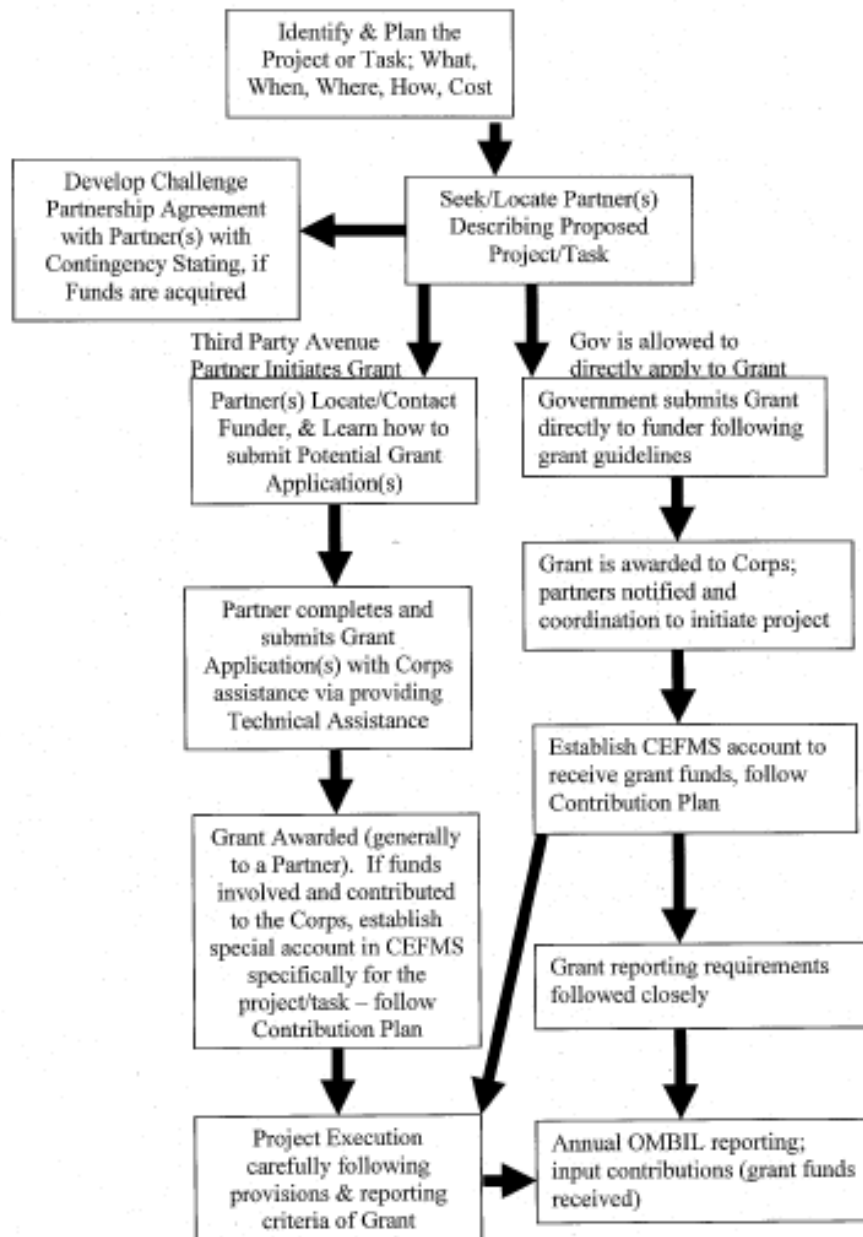 Identify & Plan the
Project or Task; What,
When, Where, How, Cost
Develop Challenge
Partnership Agreement
with Partner(s) with
Contingency Stating, if
Funds are acquired
Seek/Locate Partner(s)
Describing Proposed
Project/Task
Third Party Avenue
Partner Initiates Grant
Gov is allowed to
directly apply to Grant
Partner(s) Locate/Contact
Funder, & Learn how to
submit Potential Grant
Application(s)
Government submits Grant
directly to funder following
grant guidelines
Grant is awarded to Corps;
partners notified and
coordination to initiate project
Partner completes and
submits Grant
Application(s) with Corps
assistance via providing
Technical Assistance
Establish CEFMS account to
receive grant funds, follow
Contribution Plan
Grant Awarded (generally
to a Partner). If funds
involved and contributed
to the Corps, establish
special account in CEFMS
specifically for the
project/task – follow
Contribution Plan
Grant reporting requirements
followed closely
Project Execution
carefully following
provisions & reporting
criteria of Grant
Annual OMBIL reporting;
input contributions (grant funds
received)